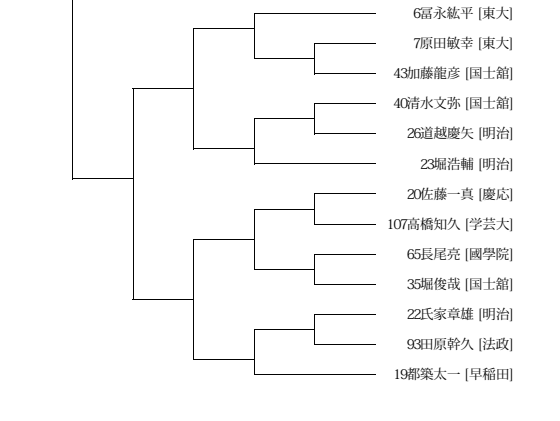 6冨永紘平 [東大]
7原田敏幸 [東大]
43加藤龍彦 [国士舘]
40清水文弥 [国士舘]
26道越慶矢 [明治]
23堀浩輔 [明治]
20佐藤一真 [慶応]
107高橋知久 [学芸大]
65長尾亮 [國學院]
35堀俊哉 [国士舘]
22氏家章雄 [明治]
93田原幹久 [法政]
19都築太一 [早稲田]